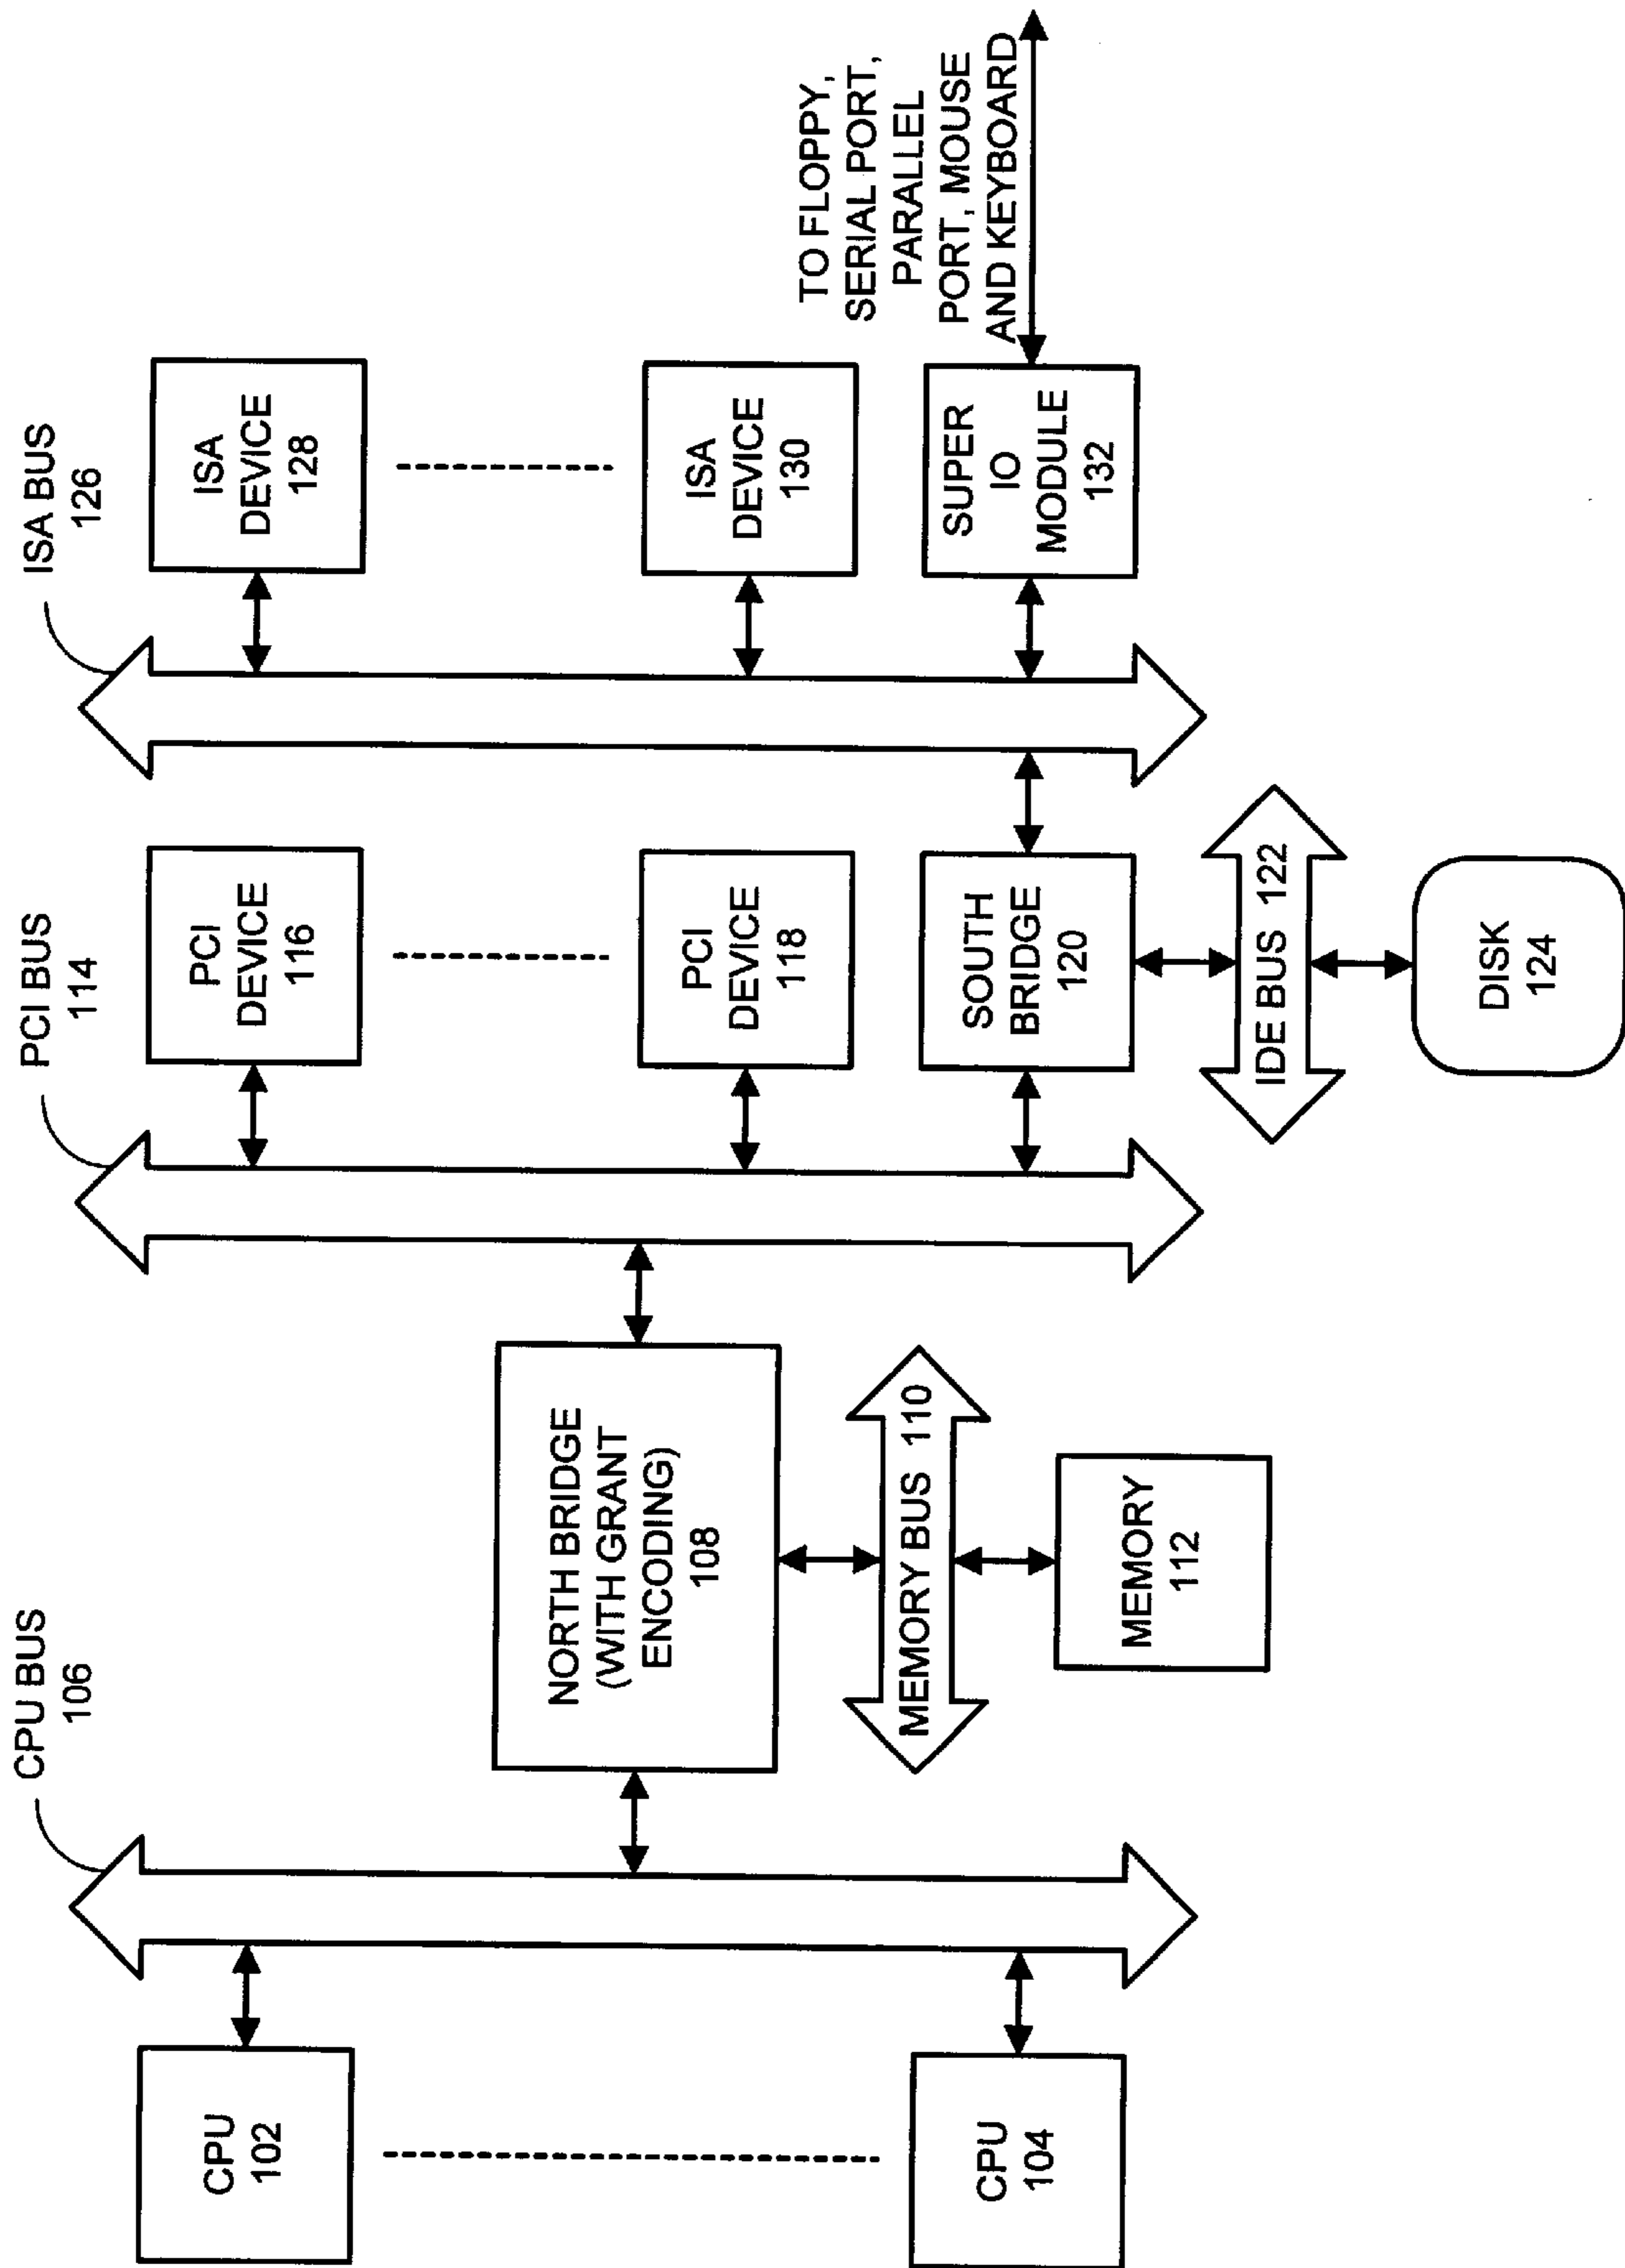 CPU BUS
106
PCI BUS
114
ISA BUS
126
CPU
102
NORTH BRIDGE
(WITH GRANT
ENCODING)
108
PCI
DEVICE
116
ISA
DEVICE
128
PCI
DEVICE
118
ISA
DEVICE
130
TO FLOPPY,
SERIAL PORT,
PARALLEL
PORT, MOUSE
AND KEYBOARD
CPU
104
MEMORY BUS 110
SOUTH
BRIDGE
120
SUPER
IO
MODULE
132
MEMORY
112
IDE BUS 122
DISK
124